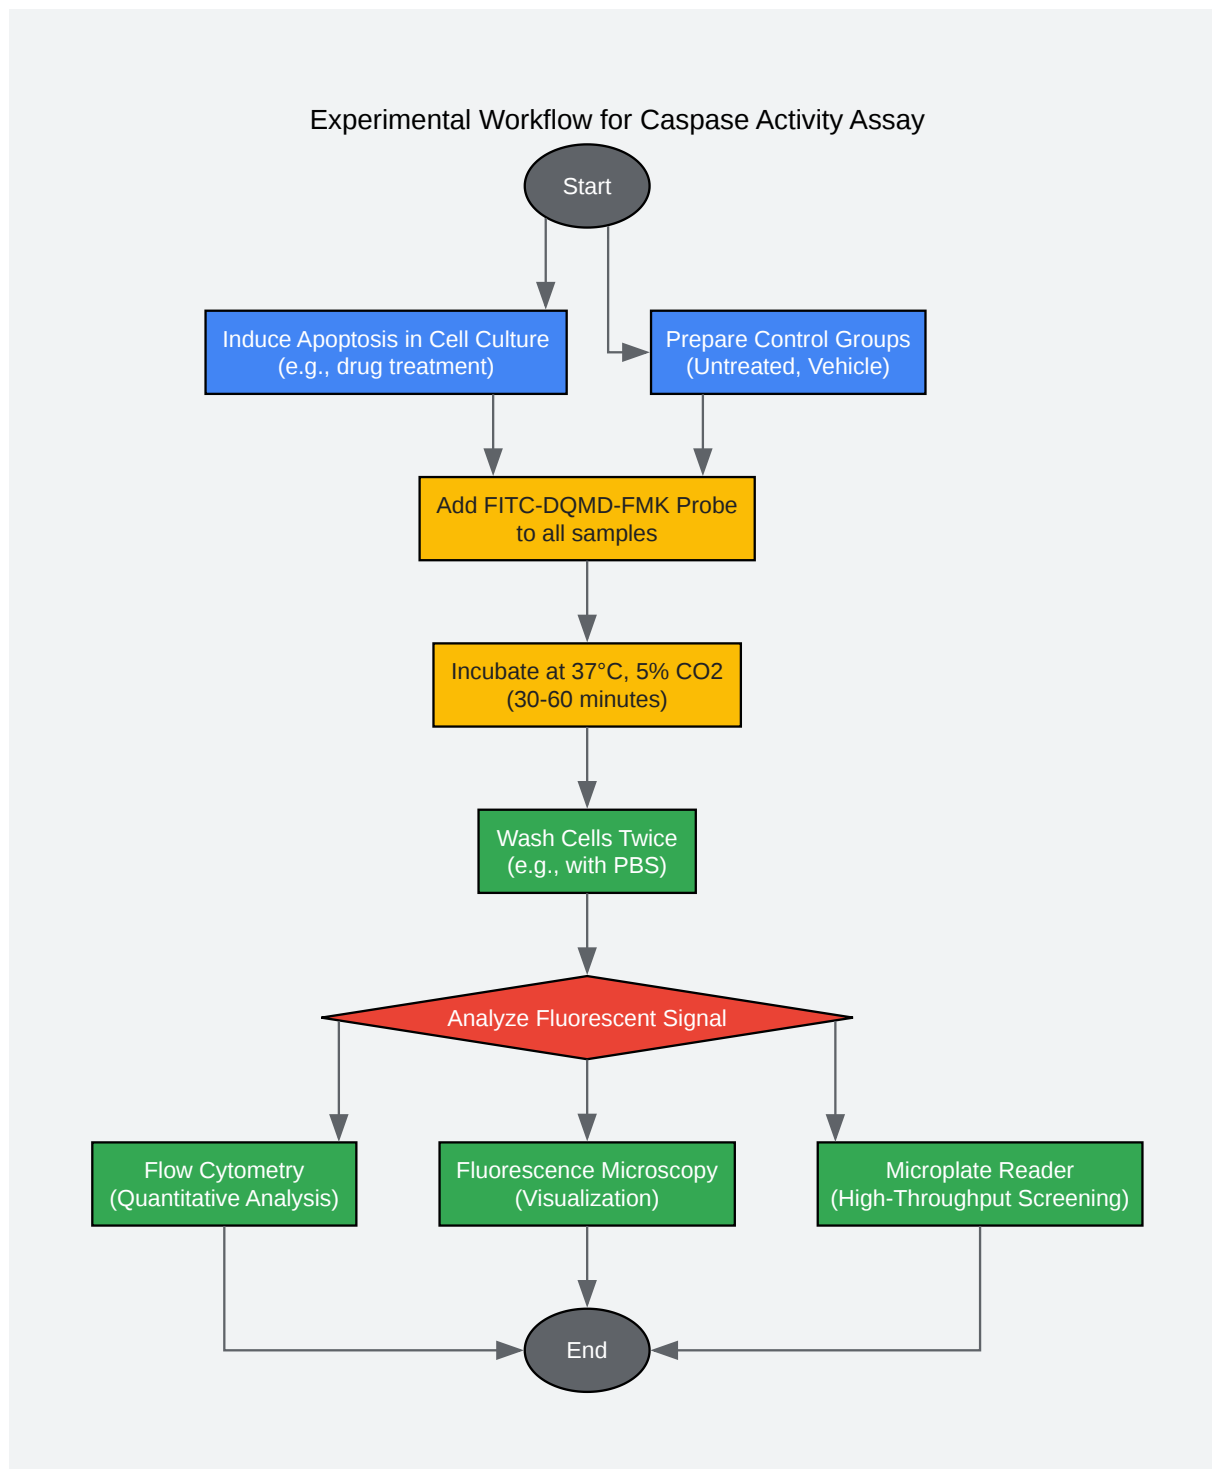 Experimental Workflow for Caspase Activity Assay
Start
Induce Apoptosis in Cell Culture
(e.g., drug treatment)
Prepare Control Groups
(Untreated, Vehicle)
Add FITC-DQMD-FMK Probe
to all samples
Incubate at 37°C, 5% CO2
(30-60 minutes)
Wash Cells Twice
(e.g., with PBS)
Analyze Fluorescent Signal
Flow Cytometry
(Quantitative Analysis)
Fluorescence Microscopy
(Visualization)
Microplate Reader
(High-Throughput Screening)
End